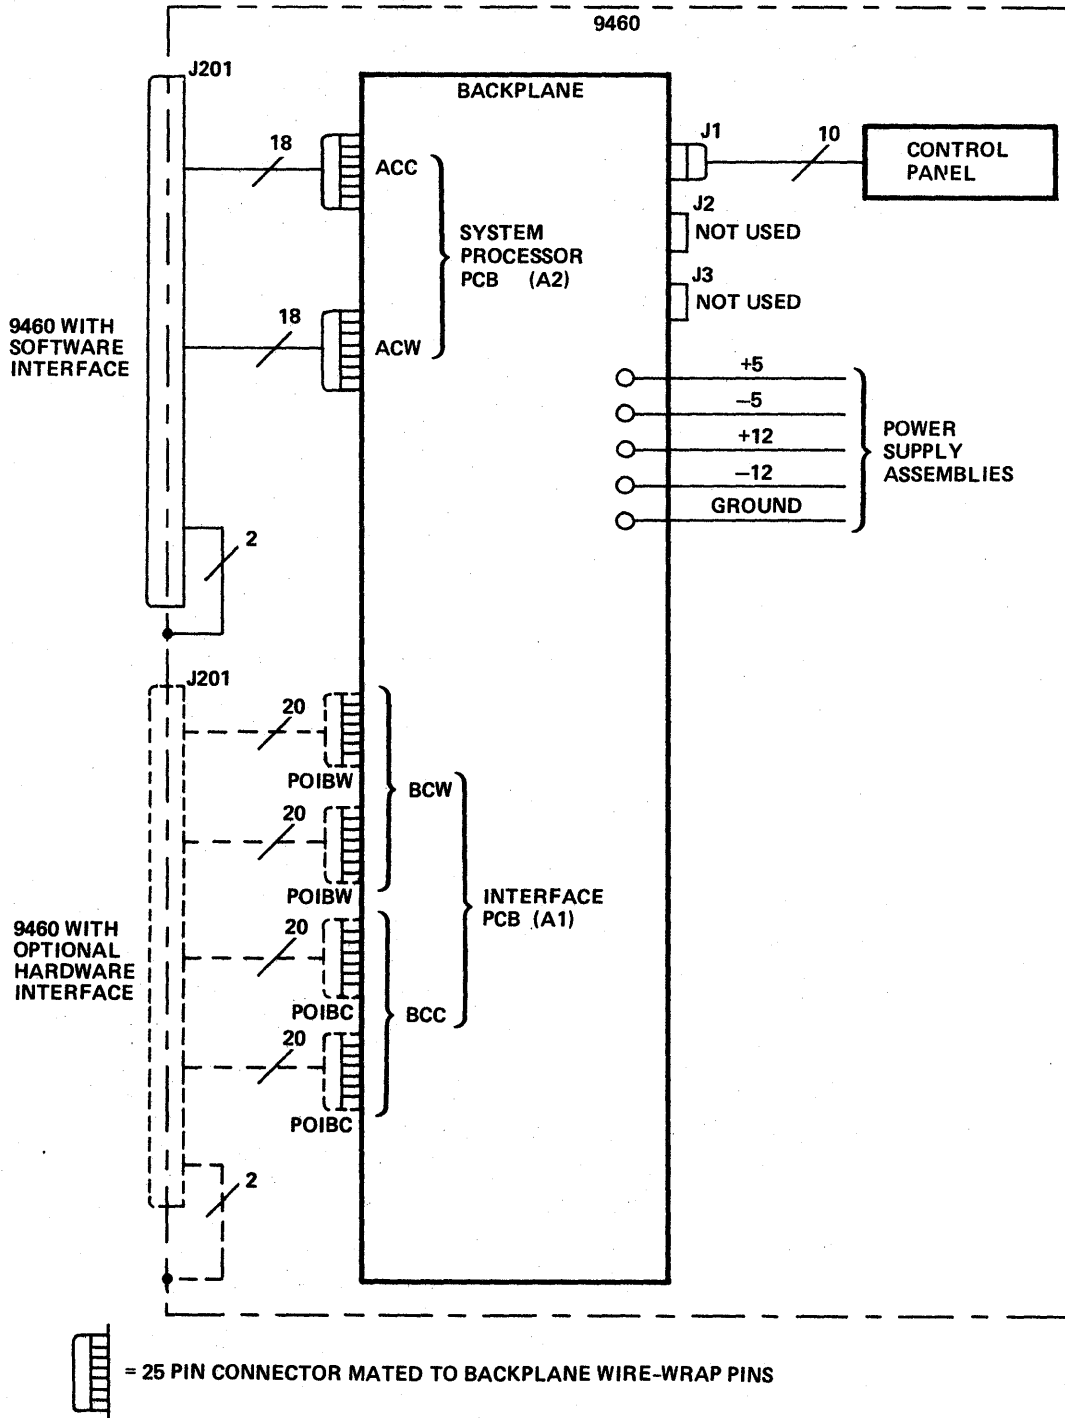 9460
J201
BACKPLANE
18
ACC
J1
10
CONTROL
PANEL
J2
NOT USED
SYSTEM
PROCESSOR
PCB (A2)
J3
NOT USED
9460 WITH
SOFTWARE
INTERFACE
18
ACW
+5
−5
+12
−12
GROUND
POWER
SUPPLY
ASSEMBLIES
2
J201
20
POIBW
BCW
20
POIBW
INTERFACE
PCB (A1)
9460 WITH
OPTIONAL
HARDWARE
INTERFACE
20
POIBC
BCC
20
POIBC
2
= 25 PIN CONNECTOR MATED TO BACKPLANE WIRE-WRAP PINS